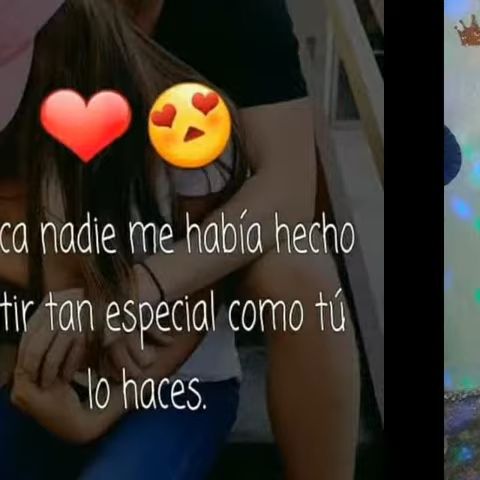 ca nadie me había hecho
tir tan especial como tú
lo haces.